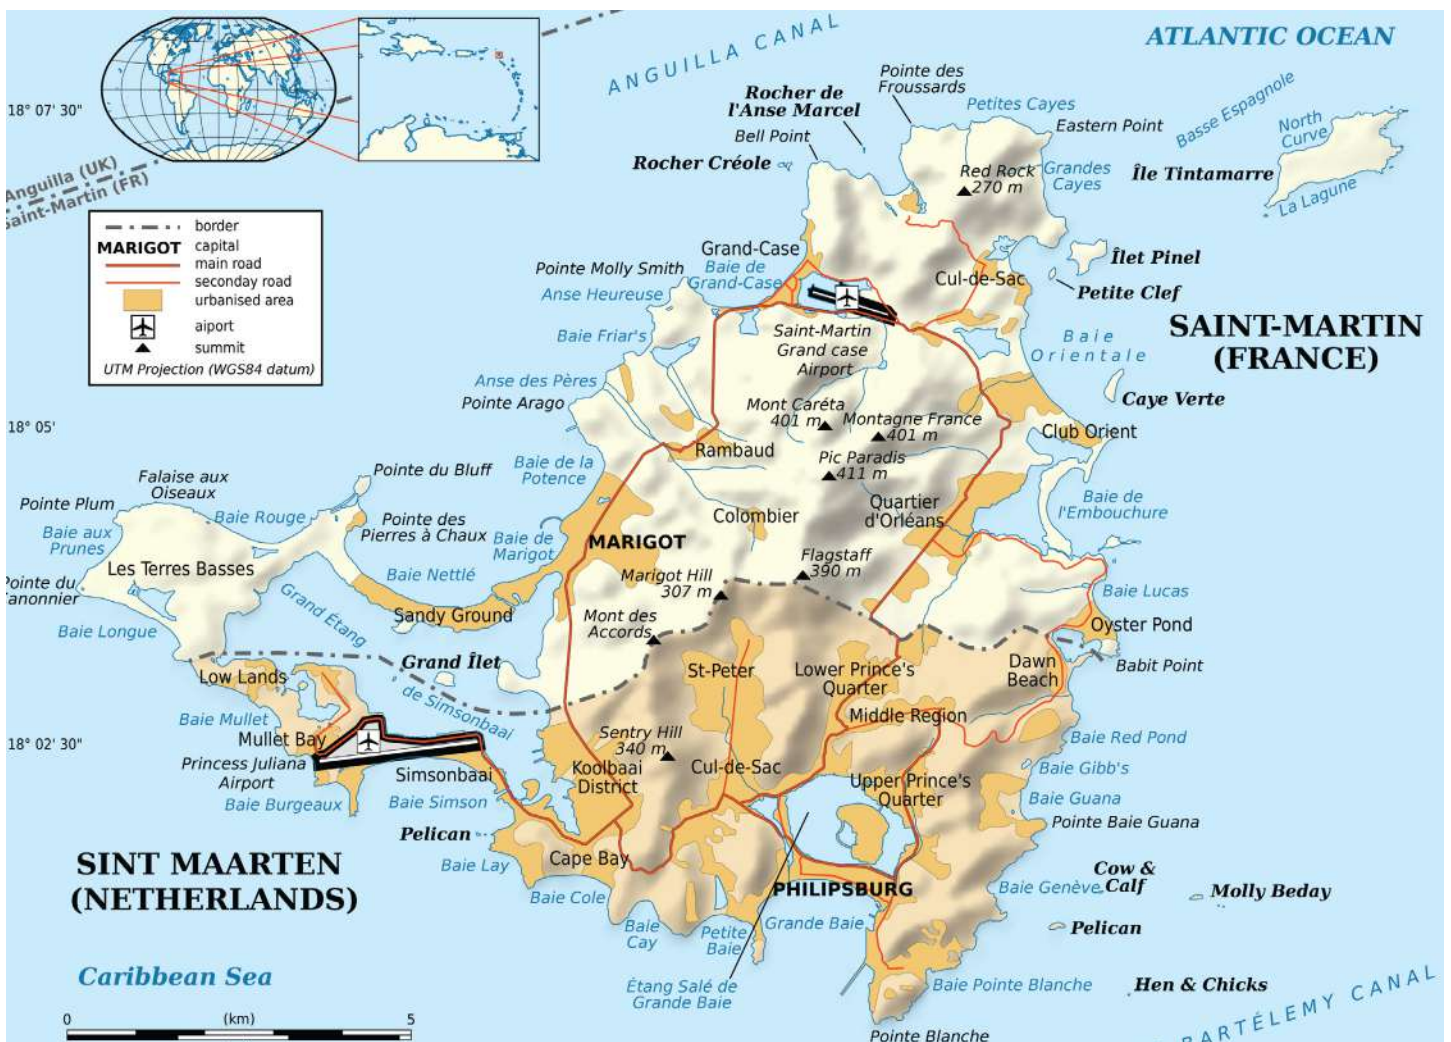 ATLANTIC OCEAN
ANGUILLA CANAL
Pointe des
Froussards
Rocher de
l'Anse Marcel
Petites Cayes
Basse Espagnole
North
Curve
18° 07' 30"
Bell Point
Eastern Point
Rocher Créole
Red Rock
270 m
Grandes
Cayes
Île Tintamarre
La Lagune
Anguilla (UK)
Saint-Martin (FR)
border
MARIGOT
capital
main road
seconday road
urbanised area
aiport
summit
UTM Projection (WGS84 datum)
Grand-Case
Pointe Molly Smith
Baie de
Grand-Case
Anse Heureuse
Cul-de-Sac
Îlet Pinel
Petite Clef
SAINT-MARTIN
(FRANCE)
Baie Friar's
Saint-Martin
Grand case
Airport
Baie
Orientale
Anse des Pères
Pointe Arago
Mont Caréta
401 m
Montagne France
401 m
Caye Verte
18° 05'
Club Orient
Rambaud
Pic Paradis
411 m
Falaise aux
Oiseaux
Pointe du Bluff
Baie de la
Potence
Pointe Plum
Baie Rouge
Pointe des
Pierres à Chaux
Colombier
Quartier
d'Orléans
Baie de
l'Embouchure
Baie aux
Prunes
Baie de
Marigot
MARIGOT
Les Terres Basses
Baie Nettlé
Marigot Hill
307 m
Flagstaff
390 m
Pointe du
Baie Lucas
Grand Étang
de Simsonbaai
Sandy Ground
Mont des
Accords
Baie Longue
Oyster Pond
Babit Point
Low Lands
Grand Îlet
St-Peter
Lower Prince's
Quarter
Dawn
Beach
Baie Mullet
Mullet Bay
Middle Region
18° 02' 30"
Sentry Hill
340 m
Baie Red Pond
Princess Juliana
Airport
Simsonbaai
Koolbaai
District
Cul-de-Sac
Upper Prince's
Quarter
Baie Gibb's
Baie Burgeaux
Baie Simson
Baie Guana
Pointe Baie Guana
Pelican
Baie Lay
Cape Bay
SINT MAARTEN
(NETHERLANDS)
PHILIPSBURG
Cow &
Calf
Baie Genève
Molly Beday
Baie Cole
Baie
Cay
Petite
Baie
Grande Baie
Pelican
Caribbean Sea
Étang Salé de
Grande Baie
Baie Pointe Blanche
Hen & Chicks
0 (km) 5
Pointe Blanche
BARTÉLEMY CANAL